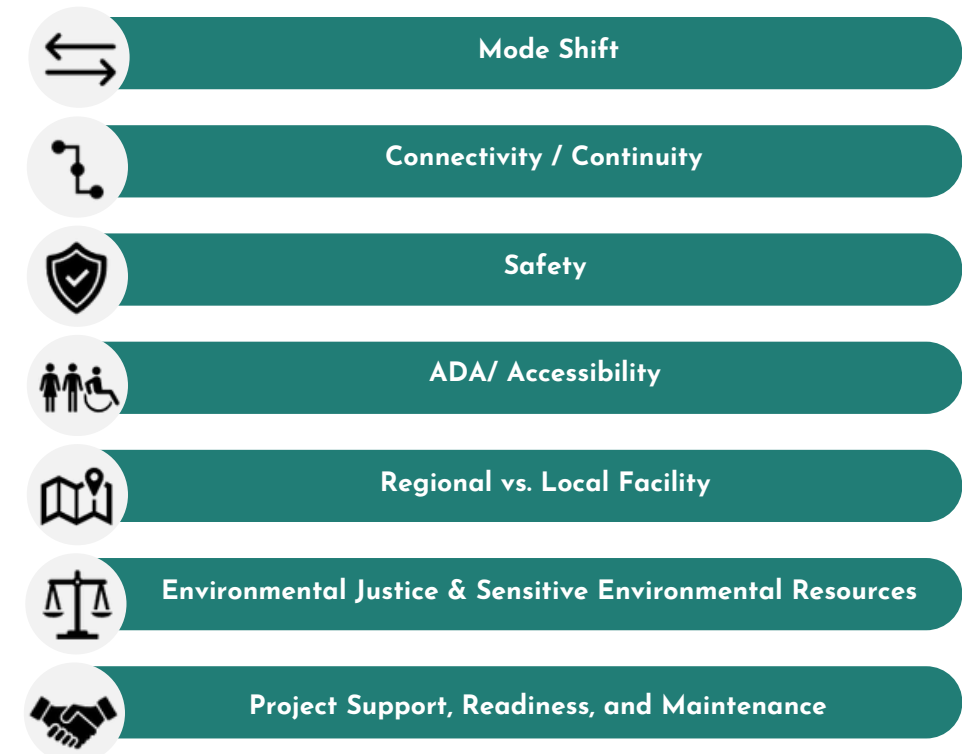 Mode Shift
Connectivity / Continuity
Safety
ADA/ Accessibility
Regional vs. Local Facility
Environmental Justice & Sensitive Environmental Resources
Project Support, Readiness, and Maintenance